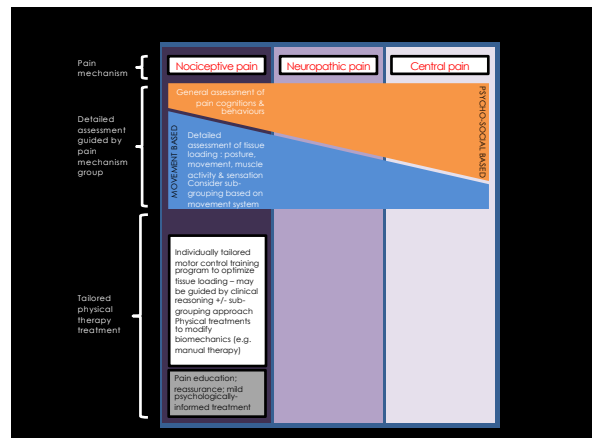 Pain
mechanism
Nociceptive pain
Neuropathic pain
Central pain
Detailed
assessment
guided by
pain
mechanism
group
General assessment of
pain cognitions &
behaviours
PSYCHO-SOCIAL BASED
MOVEMENT BASED
Detailed
assessment of tissue
loading : posture,
movement, muscle
activity & sensation
Consider sub-
grouping based on
movement system
Tailored
physical
therapy
treatment
Individually tailored
motor control training
program to optimize
tissue loading – may
be guided by clinical
reasoning +/- sub-
grouping approach
Physical treatments
to modify
biomechanics (e.g.
manual therapy)
Pain education;
reassurance; mild
psychologically-
informed treatment